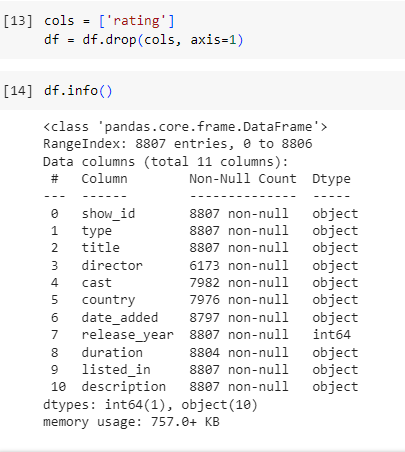 [13] cols = ['rating']
df = df.drop(cols, axis=1)
[14] df.info()
<class 'pandas.core.frame.DataFrame'>
RangeIndex: 8807 entries, 0 to 8806
Data columns (total 11 columns):
 #   Column        Non-Null Count  Dtype
---  ------        --------------  -----
 0   show_id       8807 non-null   object
 1   type          8807 non-null   object
 2   title         8807 non-null   object
 3   director      6173 non-null   object
 4   cast          7982 non-null   object
 5   country       7976 non-null   object
 6   date_added    8797 non-null   object
 7   release_year  8807 non-null   int64
 8   duration      8804 non-null   object
 9   listed_in     8807 non-null   object
 10  description   8807 non-null   object
dtypes: int64(1), object(10)
memory usage: 757.0+ KB